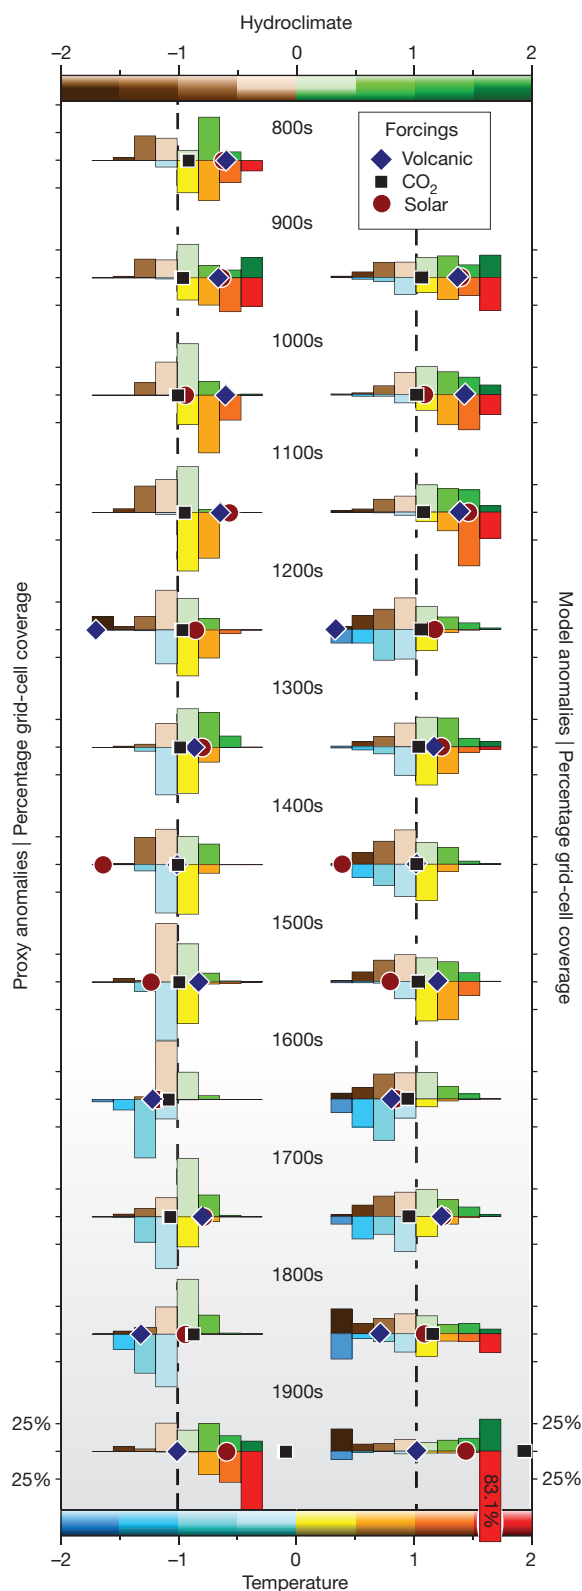 Hydroclimate
−2 −1 0 1 2
800s
Forcings
Volcanic
CO2
Solar
900s
1000s
1100s
1200s
1300s
1400s
1500s
1600s
1700s
1800s
1900s
Proxy anomalies | Percentage grid-cell coverage
Model anomalies | Percentage grid-cell coverage
25% 25%
25% 25%
83.1%
−2 −1 0 1 2
Temperature